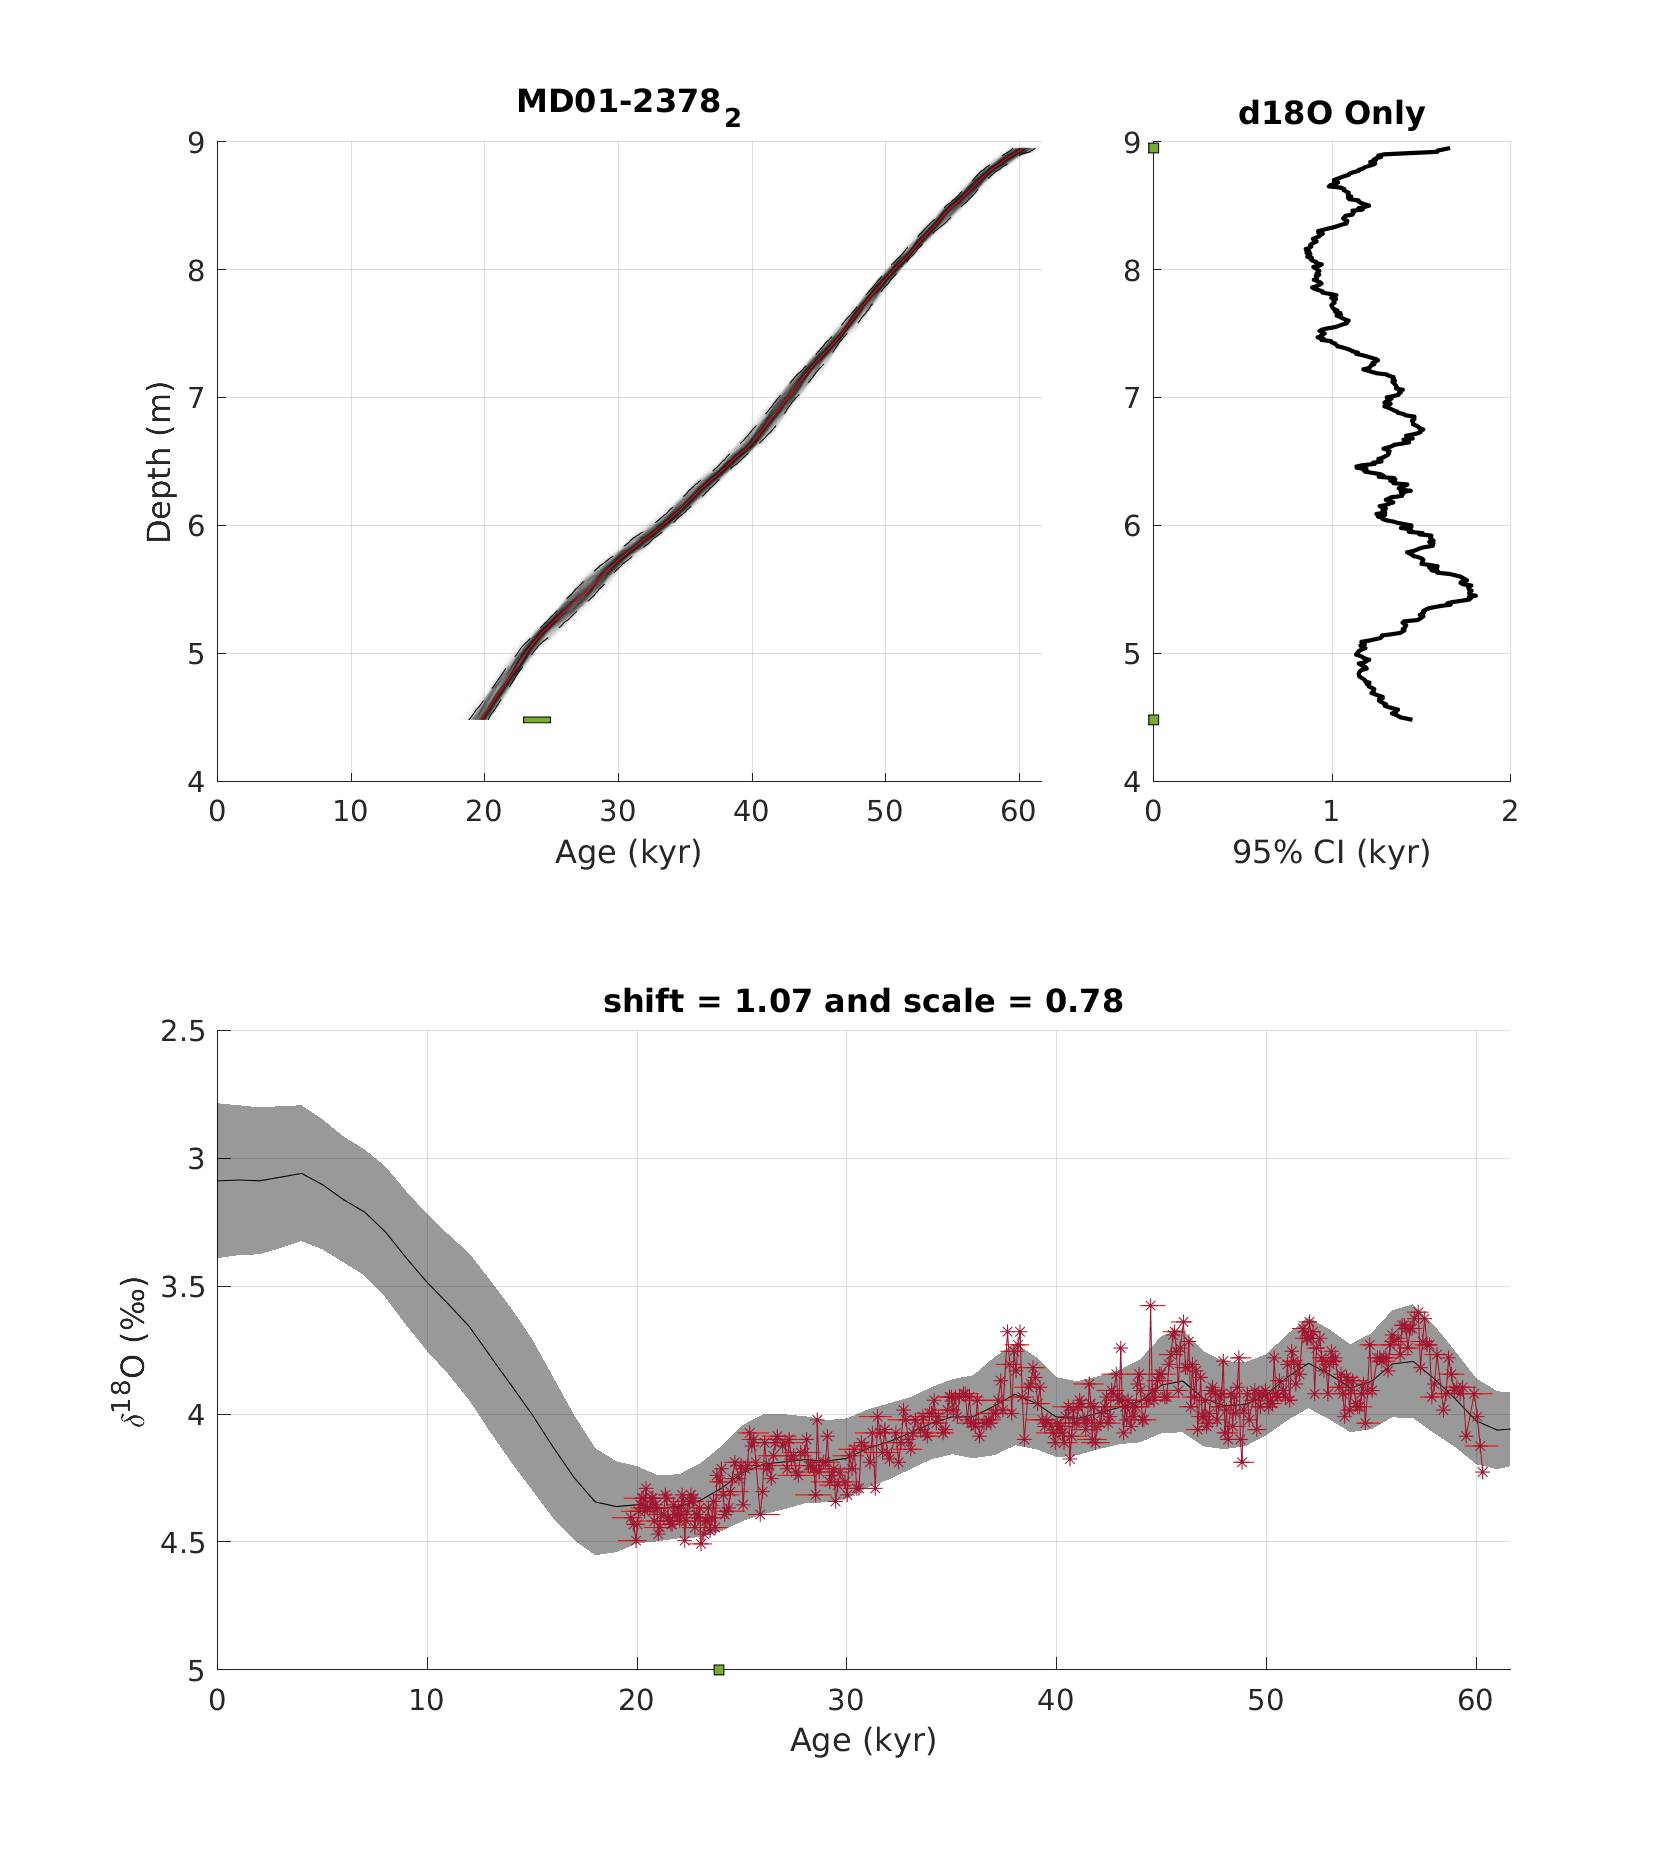 MD01-2378₂
9
8
7
6
5
4
Depth (m)
0 10 20 30 40 50 60
Age (kyr)
d18O Only
9
8
7
6
5
4
0 1 2
95% CI (kyr)
shift = 1.07 and scale = 0.78
2.5
3
3.5
4
4.5
5
δ¹⁸O (‰)
0 10 20 30 40 50 60
Age (kyr)